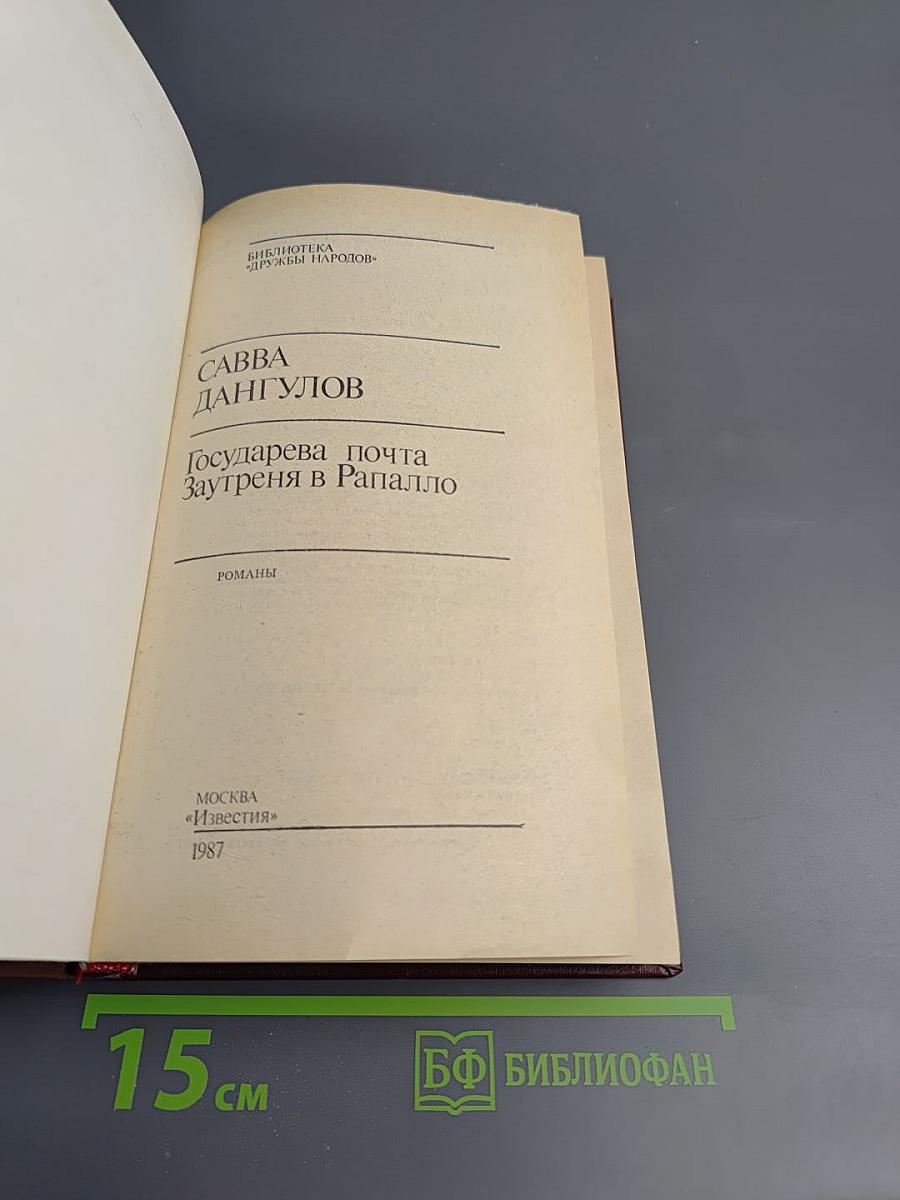 БИБЛИОТЕКА
«ДРУЖБЫ НАРОДОВ»
САВВА
ДАНГУЛОВ
Государева почта
Заутреня в Рапалло
РОМАНЫ
МОСКВА
«Известия»
1987
15 см
БФ БИБЛИОФАН